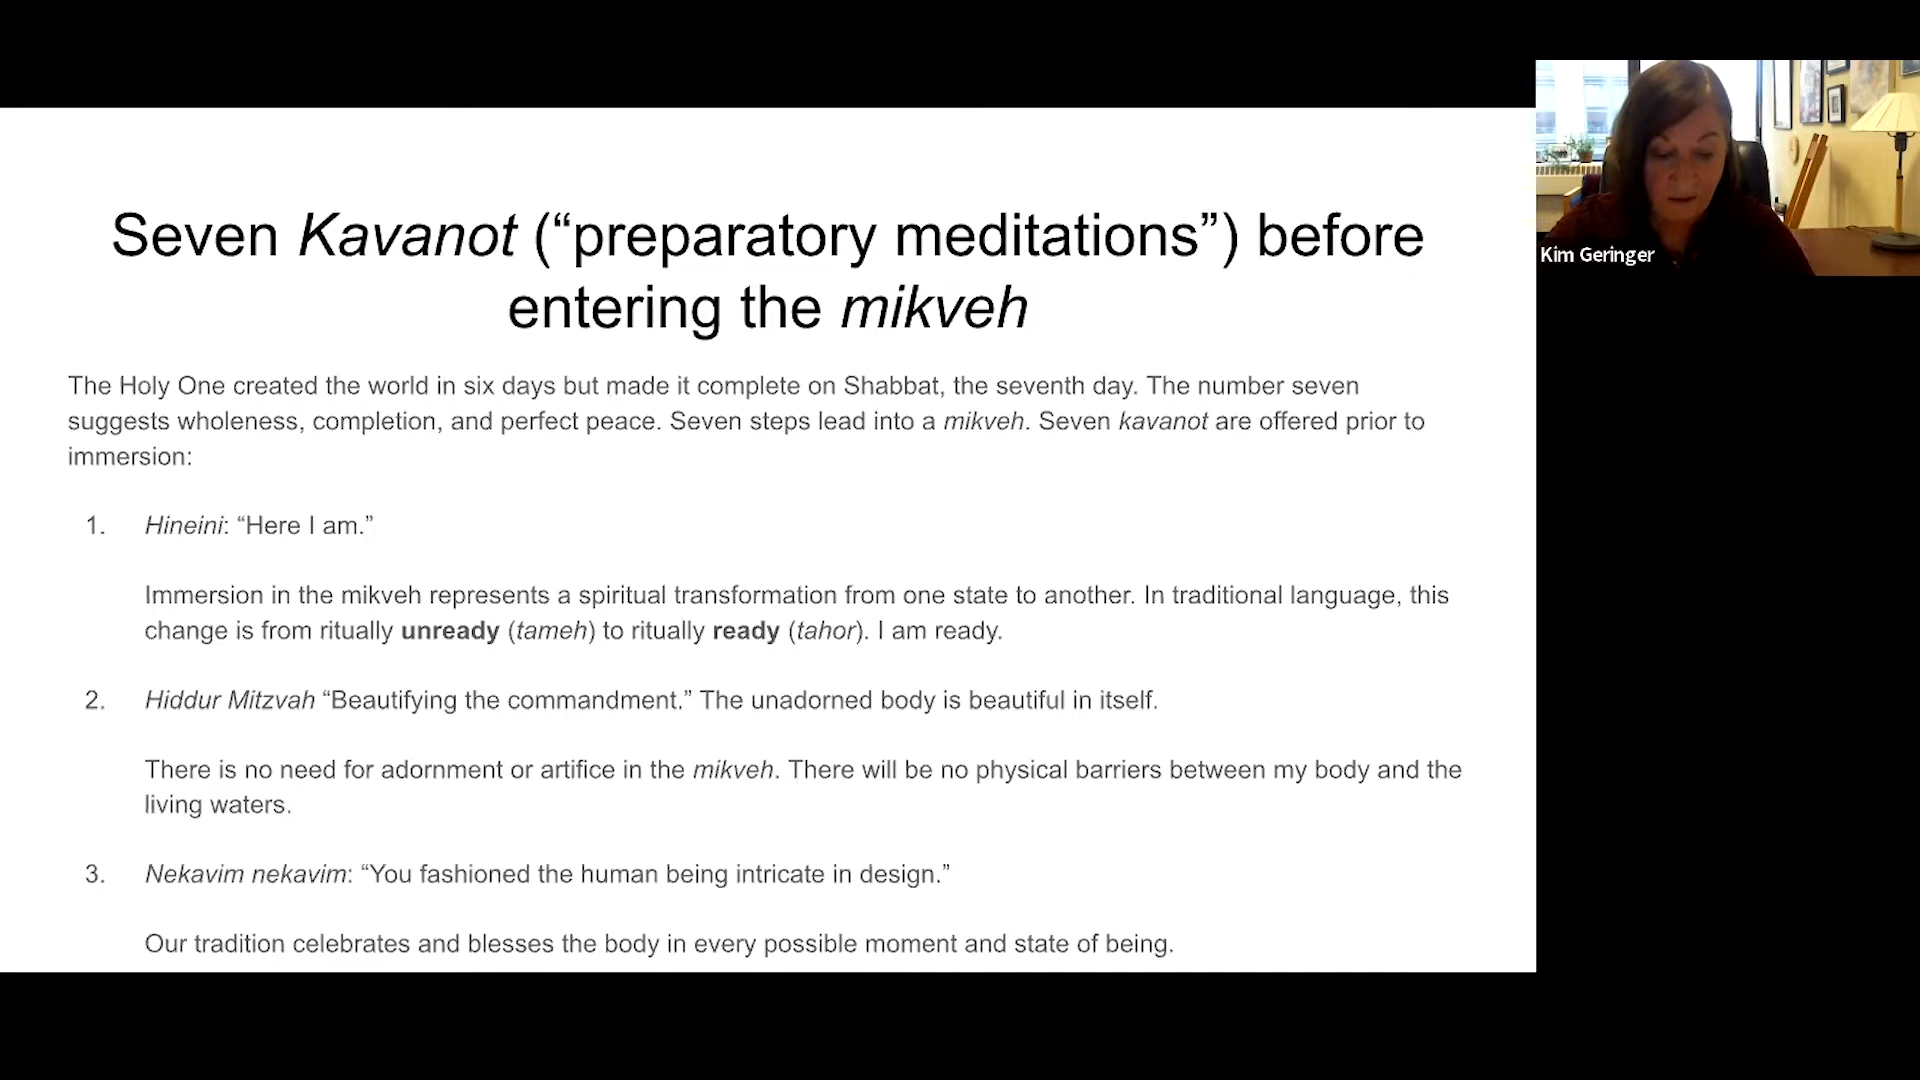 Seven Kavanot (“preparatory meditations”) before
entering the mikveh
The Holy One created the world in six days but made it complete on Shabbat, the seventh day. The number seven
suggests wholeness, completion, and perfect peace. Seven steps lead into a mikveh. Seven kavanot are offered prior to
immersion:
1. Hineini: “Here I am.”
Immersion in the mikveh represents a spiritual transformation from one state to another. In traditional language, this
change is from ritually unready (tameh) to ritually ready (tahor). I am ready.
2. Hiddur Mitzvah “Beautifying the commandment.” The unadorned body is beautiful in itself.
There is no need for adornment or artifice in the mikveh. There will be no physical barriers between my body and the
living waters.
3. Nekavim nekavim: “You fashioned the human being intricate in design.”
Our tradition celebrates and blesses the body in every possible moment and state of being.
Kim Geringer